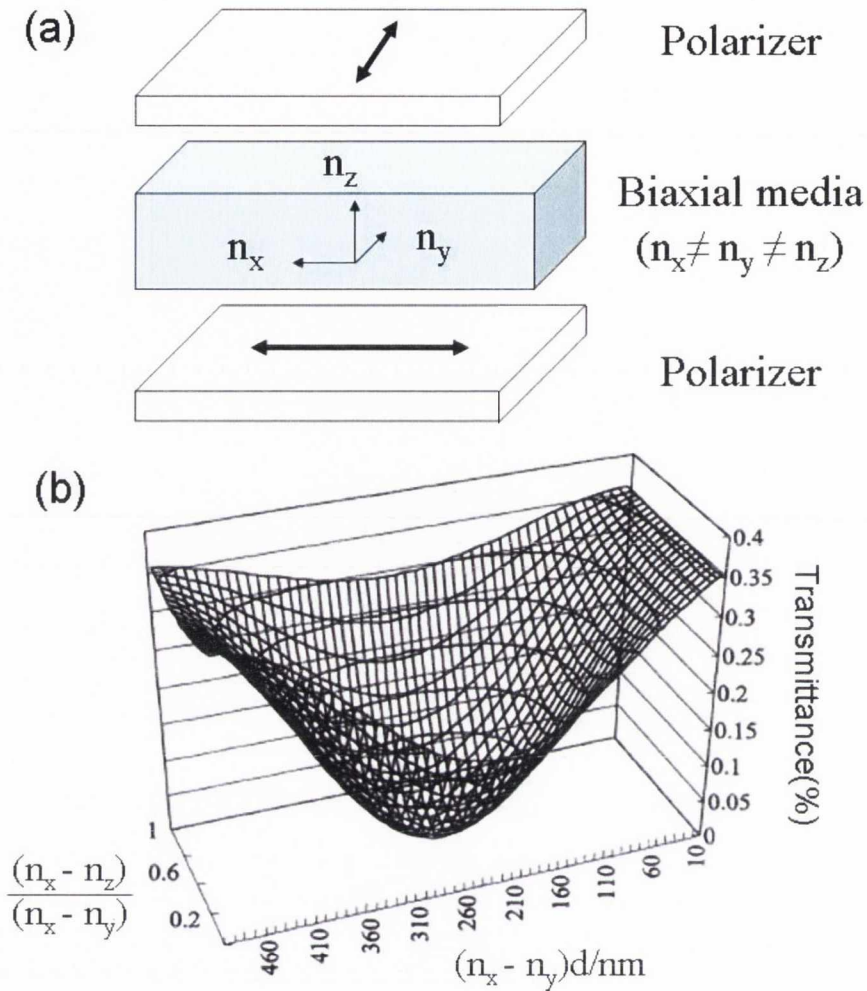 (a)
Polarizer
n_z
n_x
n_y
Biaxial media
(n_x ≠ n_y ≠ n_z)
Polarizer
(b)
0.4
0.35
0.3
0.25
0.2
0.15
0.1
0.05
0
Transmittance(%)
1
0.6
0.2
(n_x - n_z)
(n_x - n_y)
460
410
360
310
260
210
160
110
60
10
(n_x - n_y)d/nm